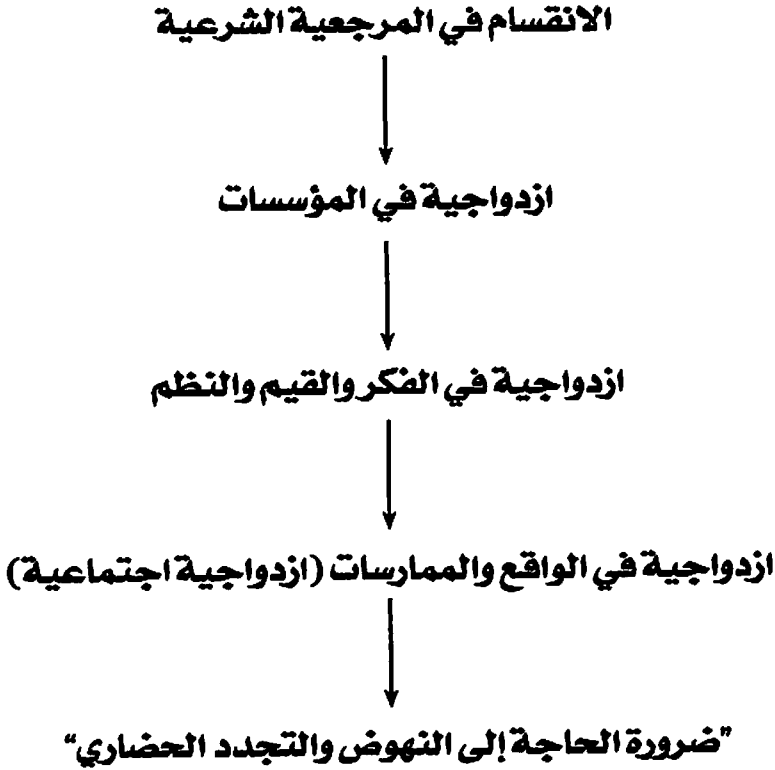 الانقسام في المرجعية الشرعية
ازدواجية في المؤسسات
ازدواجية في الفكر والقيم والنظم
ازدواجية في الواقع والممارسات (ازدواجية اجتماعية)
"ضرورة الحاجة إلى النهوض والتجدد الحضاري"